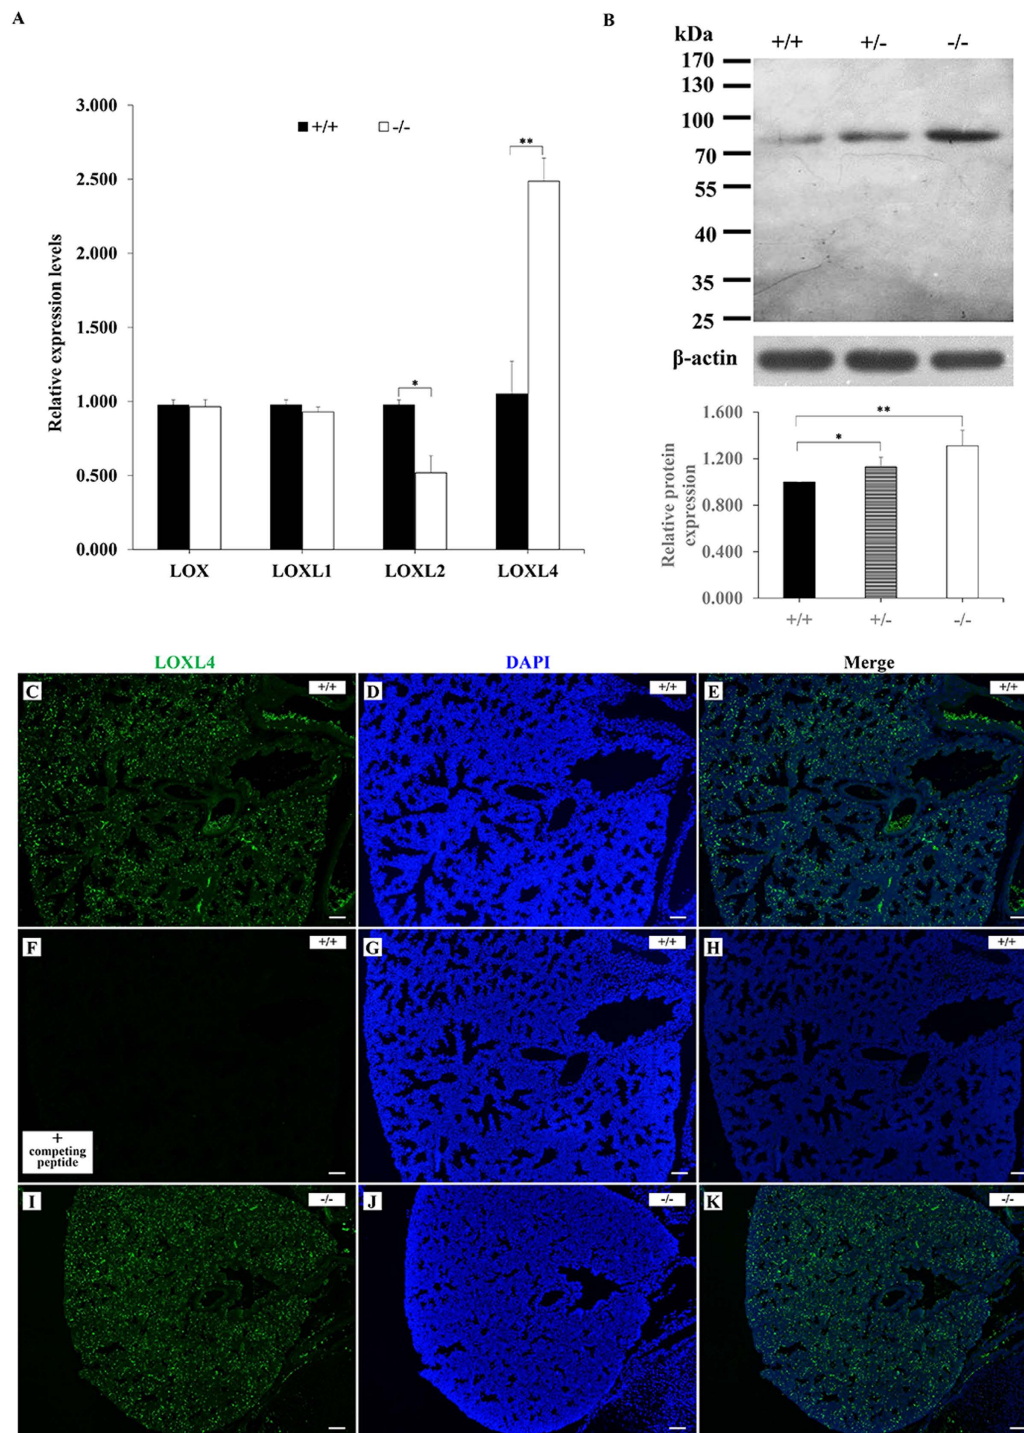 A
3.000
2.500
2.000
1.500
1.000
0.500
0.000
Relative expression levels
+/+ -/-
*
**
LOX LOXL1 LOXL2 LOXL4
B
kDa +/+ +/- -/-
170
130
100
70
55
40
35
25
β-actin
1.600
1.200
0.800
0.400
0.000
Relative protein
expression
*
**
+/+ +/- -/-
LOXL4 DAPI Merge
C +/+ D +/+ E +/+
F G +/+ H +/+
+
competing
peptide
I -/- J -/- K -/-